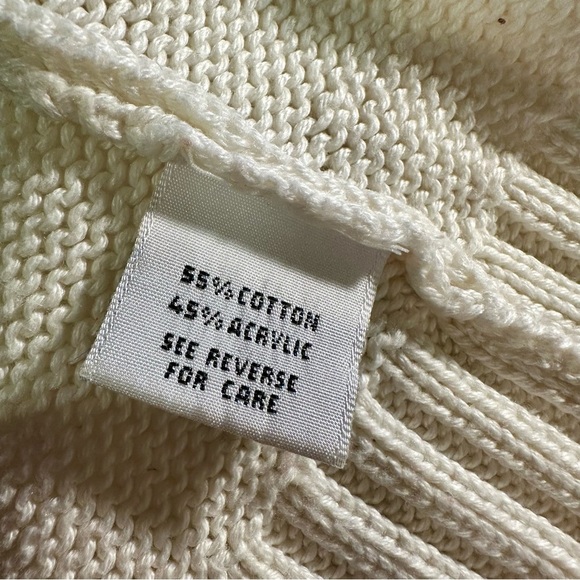 55% COTTON
45% ACRYLIC
SEE REVERSE
FOR CARE